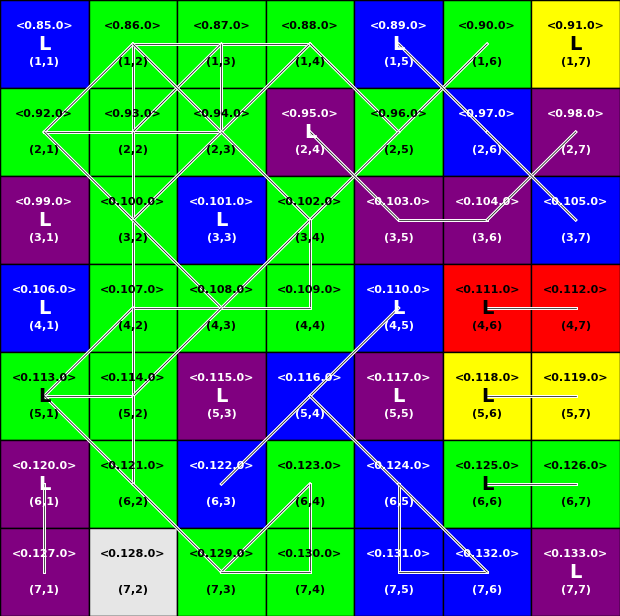 <0.85.0> <0.86.0> <0.87.0> <0.88.0> <0.89.0> <0.90.0> <0.91.0>
L L L
(1,1) (1,2) (1,3) (1,4) (1,5) (1,6) (1,7)
<0.92.0> <0.93.0> <0.94.0> <0.95.0> <0.96.0> <0.97.0> <0.98.0>
L
(2,1) (2,2) (2,3) (2,4) (2,5) (2,6) (2,7)
<0.99.0> <0.100.0> <0.101.0> <0.102.0> <0.103.0> <0.104.0> <0.105.0>
L L
(3,1) (3,2) (3,3) (3,4) (3,5) (3,6) (3,7)
<0.106.0> <0.107.0> <0.108.0> <0.109.0> <0.110.0> <0.111.0> <0.112.0>
L L L
(4,1) (4,2) (4,3) (4,4) (4,5) (4,6) (4,7)
<0.113.0> <0.114.0> <0.115.0> <0.116.0> <0.117.0> <0.118.0> <0.119.0>
L L L L
(5,1) (5,2) (5,3) (5,4) (5,5) (5,6) (5,7)
<0.120.0> <0.121.0> <0.122.0> <0.123.0> <0.124.0> <0.125.0> <0.126.0>
L L
(6,1) (6,2) (6,3) (6,4) (6,5) (6,6) (6,7)
<0.127.0> <0.128.0> <0.129.0> <0.130.0> <0.131.0> <0.132.0> <0.133.0>
L
(7,1) (7,2) (7,3) (7,4) (7,5) (7,6) (7,7)